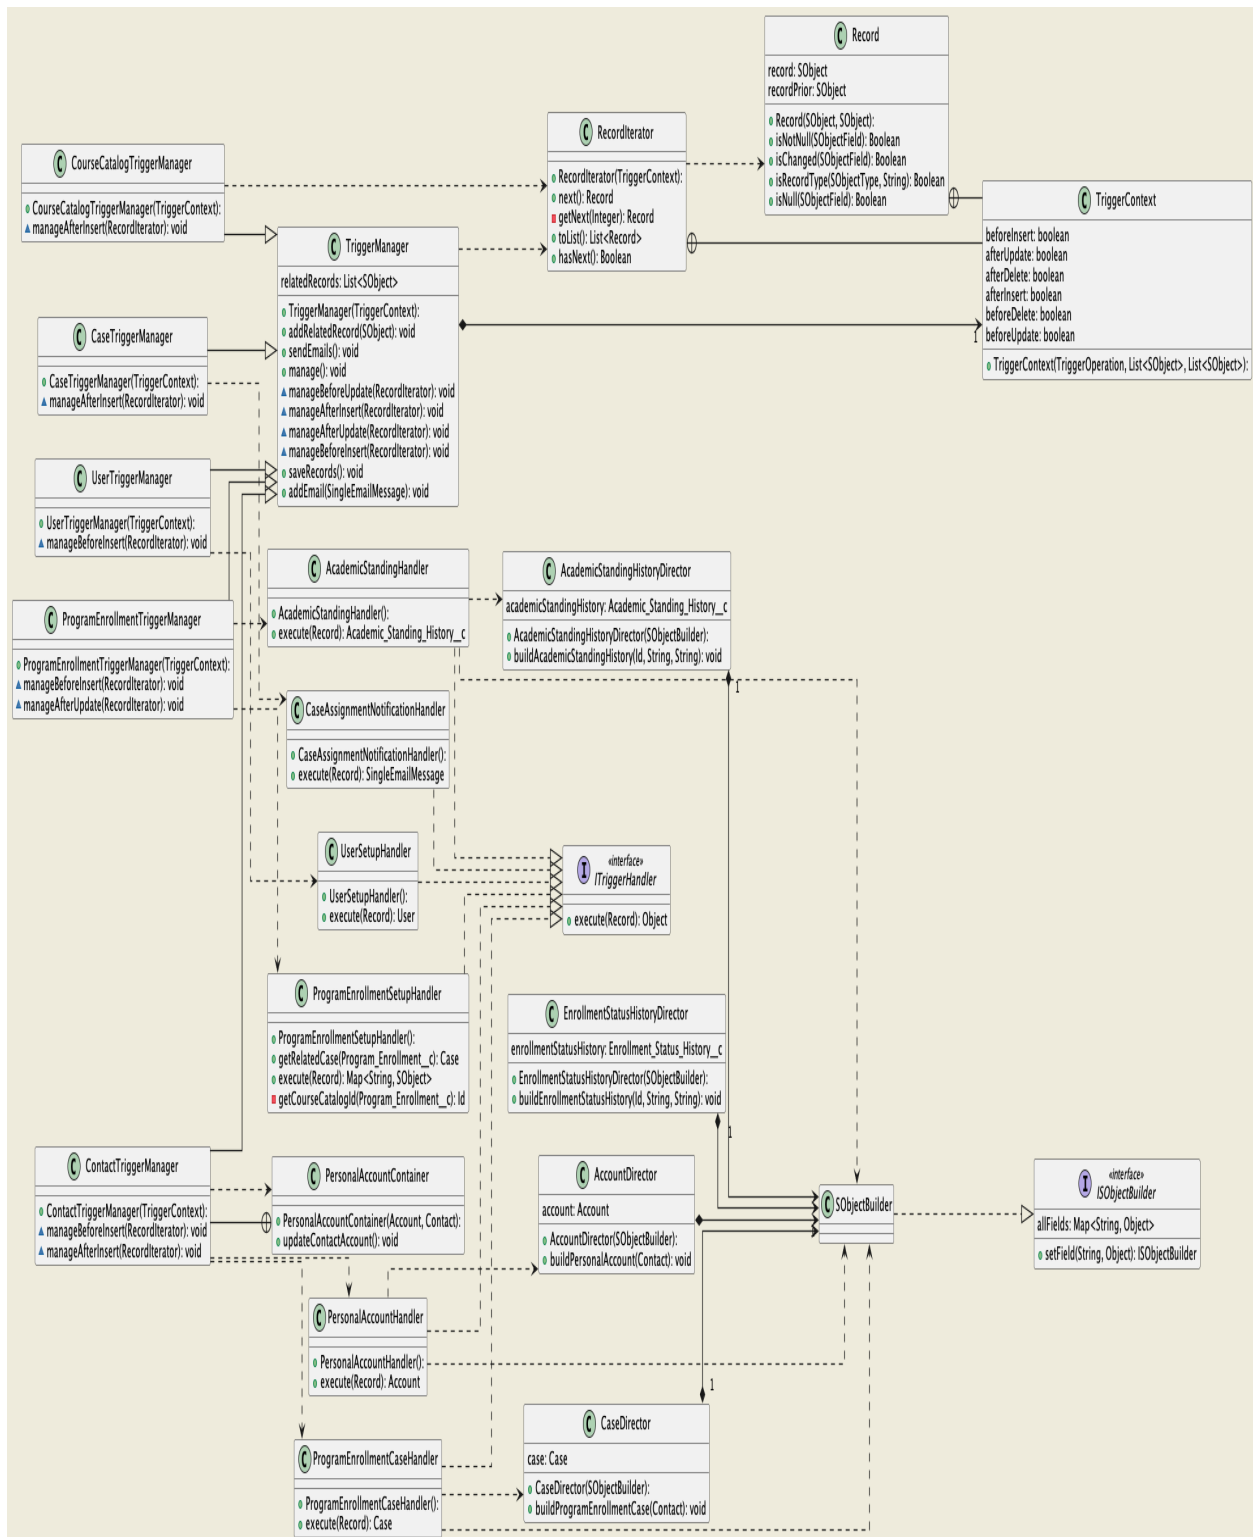 C Record
record: SObject
recordPrior: SObject
Record(SObject, SObject):
isNotNull(SObjectField): Boolean
isChanged(SObjectField): Boolean
isRecordType(SObjectType, String): Boolean
isNull(SObjectField): Boolean
C RecordIterator
RecordIterator(TriggerContext):
next(): Record
getNext(Integer): Record
toList(): List<Record>
hasNext(): Boolean
C CourseCatalogTriggerManager
CourseCatalogTriggerManager(TriggerContext):
manageAfterInsert(RecordIterator): void
C TriggerContext
beforeInsert: boolean
afterUpdate: boolean
afterDelete: boolean
afterInsert: boolean
beforeDelete: boolean
beforeUpdate: boolean
TriggerContext(TriggerOperation, List<SObject>, List<SObject>):
1
C TriggerManager
relatedRecords: List<SObject>
TriggerManager(TriggerContext):
addRelatedRecord(SObject): void
sendEmails(): void
manage(): void
manageBeforeUpdate(RecordIterator): void
manageAfterInsert(RecordIterator): void
manageAfterUpdate(RecordIterator): void
manageBeforeInsert(RecordIterator): void
saveRecords(): void
addEmail(SingleEmailMessage): void
C CaseTriggerManager
CaseTriggerManager(TriggerContext):
manageAfterInsert(RecordIterator): void
C UserTriggerManager
UserTriggerManager(TriggerContext):
manageBeforeInsert(RecordIterator): void
C AcademicStandingHandler
AcademicStandingHandler():
execute(Record): Academic_Standing_History__c
C AcademicStandingHistoryDirector
academicStandingHistory: Academic_Standing_History__c
AcademicStandingHistoryDirector(SObjectBuilder):
buildAcademicStandingHistory(Id, String, String): void
1
C ProgramEnrollmentTriggerManager
ProgramEnrollmentTriggerManager(TriggerContext):
manageBeforeInsert(RecordIterator): void
manageAfterUpdate(RecordIterator): void
C CaseAssignmentNotificationHandler
CaseAssignmentNotificationHandler():
execute(Record): SingleEmailMessage
C UserSetupHandler
UserSetupHandler():
execute(Record): User
«interface»
I ITriggerHandler
execute(Record): Object
C ProgramEnrollmentSetupHandler
ProgramEnrollmentSetupHandler():
getRelatedCase(Program_Enrollment__c): Case
execute(Record): Map<String, SObject>
getCourseCatalogId(Program_Enrollment__c): Id
C EnrollmentStatusHistoryDirector
enrollmentStatusHistory: Enrollment_Status_History__c
EnrollmentStatusHistoryDirector(SObjectBuilder):
buildEnrollmentStatusHistory(Id, String, String): void
1
C ContactTriggerManager
ContactTriggerManager(TriggerContext):
manageBeforeInsert(RecordIterator): void
manageAfterInsert(RecordIterator): void
C PersonalAccountContainer
PersonalAccountContainer(Account, Contact):
updateContactAccount(): void
C AccountDirector
account: Account
AccountDirector(SObjectBuilder):
buildPersonalAccount(Contact): void
C SObjectBuilder
«interface»
I ISObjectBuilder
allFields: Map<String, Object>
setField(String, Object): ISObjectBuilder
C PersonalAccountHandler
PersonalAccountHandler():
execute(Record): Account
1
C CaseDirector
case: Case
CaseDirector(SObjectBuilder):
buildProgramEnrollmentCase(Contact): void
C ProgramEnrollmentCaseHandler
ProgramEnrollmentCaseHandler():
execute(Record): Case